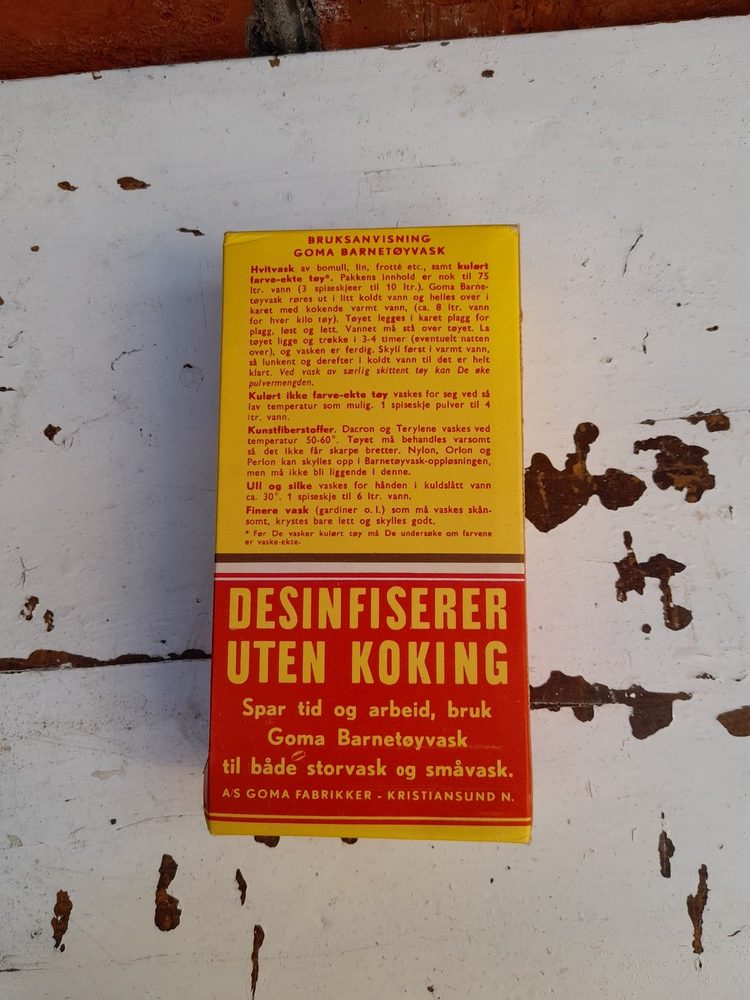 BRUKSANVISNING
GOMA BARNETØYVASK
Hvitvask av bomull, lin, frotté etc., samt kulørt
farve-ekte tøy*. Pakkens innhold er nok til 75
ltr. vann (3 spiseskjeer til 10 ltr.). Goma Barne-
tøyvask røres ut i litt koldt vann og helles over i
karet med kokende varmt vann, (ca. 8 ltr. vann
for hver kilo tøy). Tøyet legges i karet plagg for
plagg, løst og lett. Vannet må stå over tøyet. La
tøyet ligge og trekke i 3-4 timer (eventuelt natten
over), og vasken er ferdig. Skyll først i varmt vann,
så lunkent og derefter i koldt vann til det er helt
klart. Ved vask av særlig skittent tøy kan De øke
pulvermengden.
Kulørt ikke farve-ekte tøy vaskes for seg ved så
lav temperatur som mulig. 1 spiseskje pulver til 4
ltr. vann.
Kunstfiberstoffer. Dacron og Terylene vaskes ved
temperatur 50-60°. Tøyet må behandles varsomt
så det ikke får skarpe bretter. Nylon, Orlon og
Perlon kan skylles opp i Barnetøyvask-oppløsningen,
men må ikke bli liggende i denne.
Ull og silke vaskes for hånden i kuldslått vann
ca. 30°. 1 spiseskje til 6 ltr. vann.
Finere vask (gardiner o.l.) som må vaskes skån-
somt, krystes bare lett og skylles godt.
* Før De vasker kulørt tøy må De undersøke om farvene
er vaske-ekte.
DESINFISERER
UTEN KOKING
Spar tid og arbeid, bruk
Goma Barnetøyvask
til både storvask og småvask.
A/S GOMA FABRIKKER - KRISTIANSUND N.